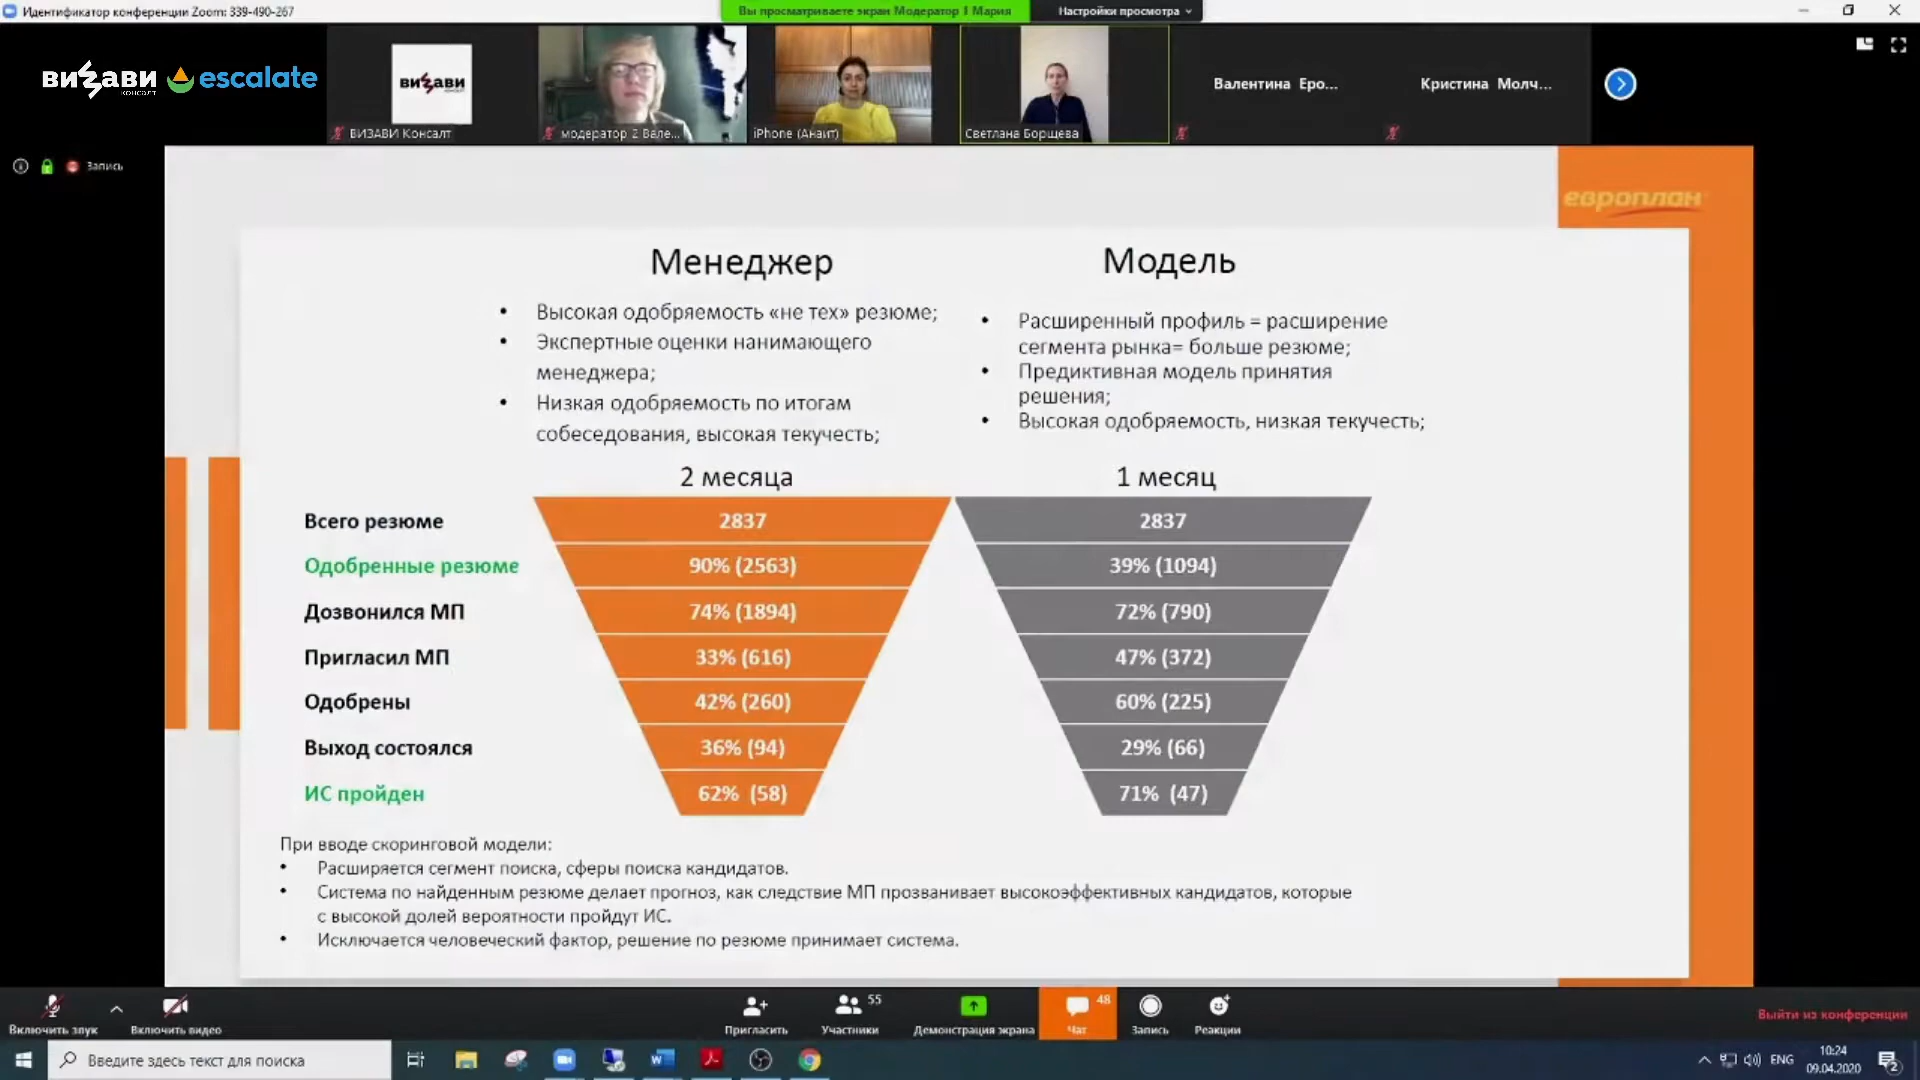 Идентификатор конференции Zoom: 339-490-267
Вы просматриваете экран Модератор 1 Мария
Настройки просмотра
визави
консалт
escalate
визави
ВИЗАВИ Консалт
модератор 2 Вале...
iPhone (Анаит)
Светлана Борщева
Валентина Еро...
Кристина Молч...
Запись
европлан
Менеджер
• Высокая одобряемость «не тех» резюме;
• Экспертные оценки нанимающего
менеджера;
• Низкая одобряемость по итогам
собеседования, высокая текучесть;
Модель
• Расширенный профиль = расширение
сегмента рынка= больше резюме;
• Предиктивная модель принятия
решения;
• Высокая одобряемость, низкая текучесть;
2 месяца
1 месяц
Всего резюме 2837 2837
Одобренные резюме 90% (2563) 39% (1094)
Дозвонился МП 74% (1894) 72% (790)
Пригласил МП 33% (616) 47% (372)
Одобрены 42% (260) 60% (225)
Выход состоялся 36% (94) 29% (66)
ИС пройден 62% (58) 71% (47)
При вводе скоринговой модели:
• Расширяется сегмент поиска, сферы поиска кандидатов.
• Система по найденным резюме делает прогноз, как следствие МП прозванивает высокоэффективных кандидатов, которые
с высокой долей вероятности пройдут ИС.
• Исключается человеческий фактор, решение по резюме принимает система.
Включить звук
Включить видео
Пригласить
55
Участники
Демонстрация экрана
48
Чат
Запись
Реакции
Выйти из конференции
Введите здесь текст для поиска
ENG
10:24
09.04.2020
2